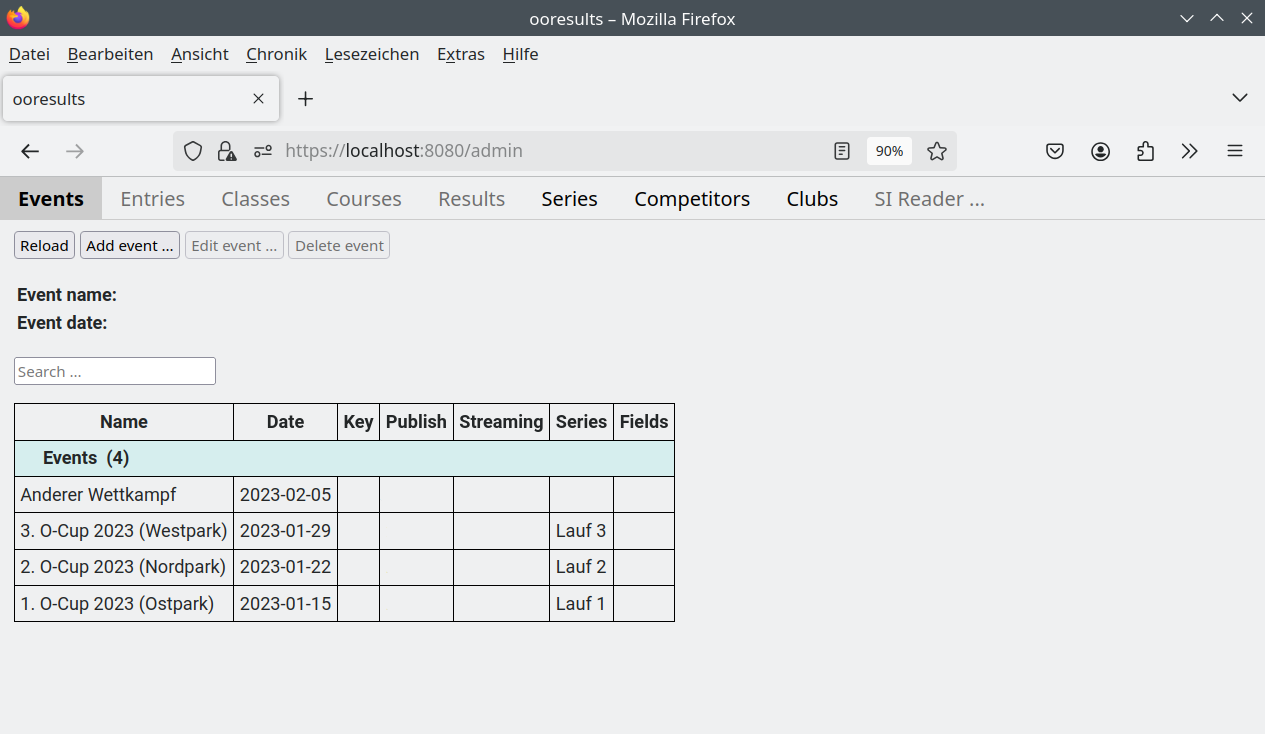 ooresults – Mozilla Firefox
Datei Bearbeiten Ansicht Chronik Lesezeichen Extras Hilfe
ooresults
https://localhost:8080/admin 90%
Events Entries Classes Courses Results Series Competitors Clubs SI Reader ...
Reload Add event ... Edit event ... Delete event
Event name:
Event date:
Search ...
Name Date Key Publish Streaming Series Fields
Events (4)
Anderer Wettkampf 2023-02-05
3. O-Cup 2023 (Westpark) 2023-01-29 Lauf 3
2. O-Cup 2023 (Nordpark) 2023-01-22 Lauf 2
1. O-Cup 2023 (Ostpark) 2023-01-15 Lauf 1